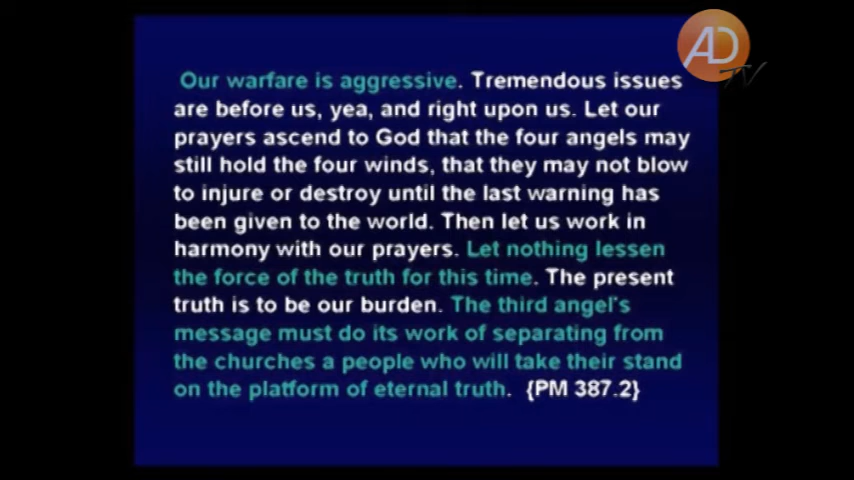 AD
TV
Our warfare is aggressive. Tremendous issues
are before us, yea, and right upon us. Let our
prayers ascend to God that the four angels may
still hold the four winds, that they may not blow
to injure or destroy until the last warning has
been given to the world. Then let us work in
harmony with our prayers. Let nothing lessen
the force of the truth for this time. The present
truth is to be our burden. The third angel's
message must do its work of separating from
the churches a people who will take their stand
on the platform of eternal truth. {PM 387.2}